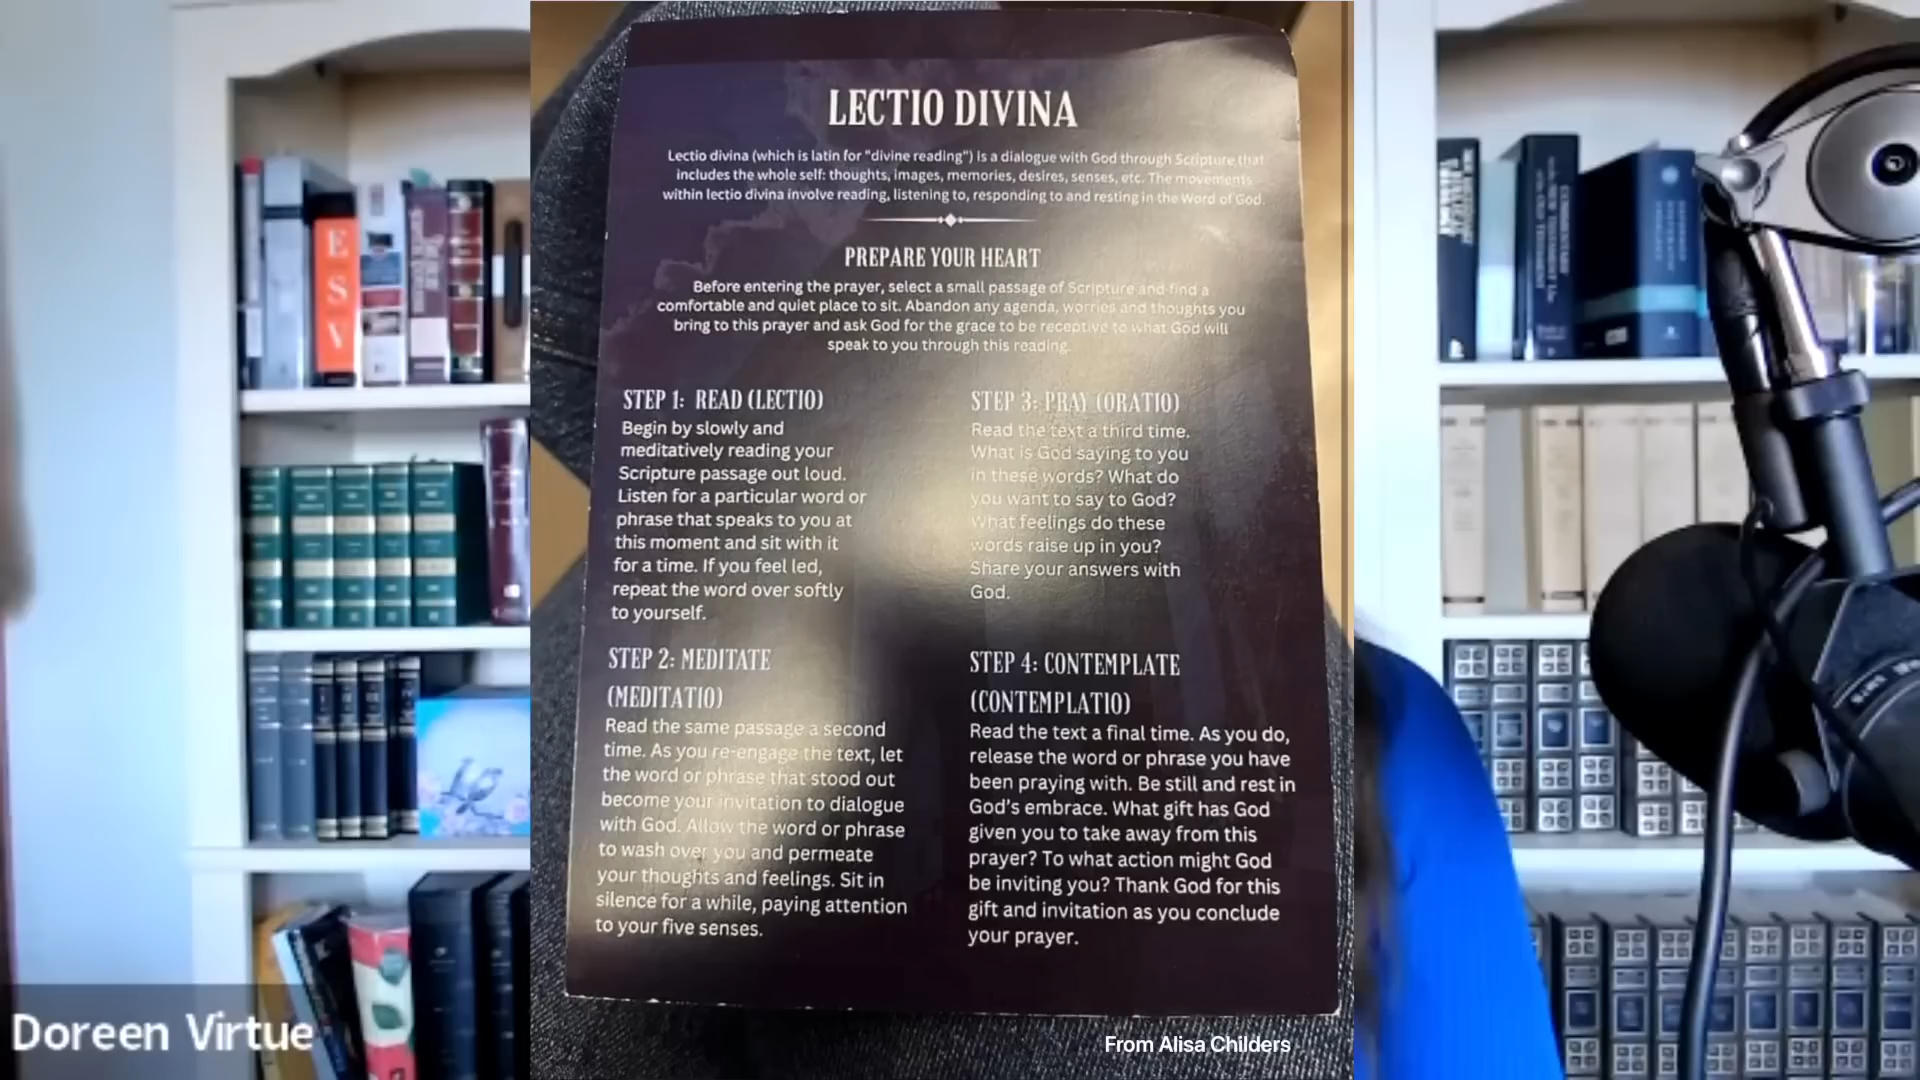 LECTIO DIVINA
Lectio divina (which is latin for "divine reading") is a dialogue with God through Scripture that
includes the whole self: thoughts, images, memories, desires, senses, etc. The movements
within lectio divina involve reading, listening to, responding to and resting in the Word of God.
PREPARE YOUR HEART
Before entering the prayer, select a small passage of Scripture and find a
comfortable and quiet place to sit. Abandon any agenda, worries and thoughts you
bring to this prayer and ask God for the grace to be receptive to what God will
speak to you through this reading.
STEP 1: READ (LECTIO)
Begin by slowly and
meditatively reading your
Scripture passage out loud.
Listen for a particular word or
phrase that speaks to you at
this moment and sit with it
for a time. If you feel led,
repeat the word over softly
to yourself.
STEP 2: MEDITATE
(MEDITATIO)
Read the same passage a second
time. As you re-engage the text, let
the word or phrase that stood out
become your invitation to dialogue
with God. Allow the word or phrase
to wash over you and permeate
your thoughts and feelings. Sit in
silence for a while, paying attention
to your five senses.
STEP 3: PRAY (ORATIO)
Read the text a third time.
What is God saying to you
in these words? What do
you want to say to God?
What feelings do these
words raise up in you?
Share your answers with
God.
STEP 4: CONTEMPLATE
(CONTEMPLATIO)
Read the text a final time. As you do,
release the word or phrase you have
been praying with. Be still and rest in
God's embrace. What gift has God
given you to take away from this
prayer? To what action might God
be inviting you? Thank God for this
gift and invitation as you conclude
your prayer.
From Alisa Childers
Doreen Virtue
ESV